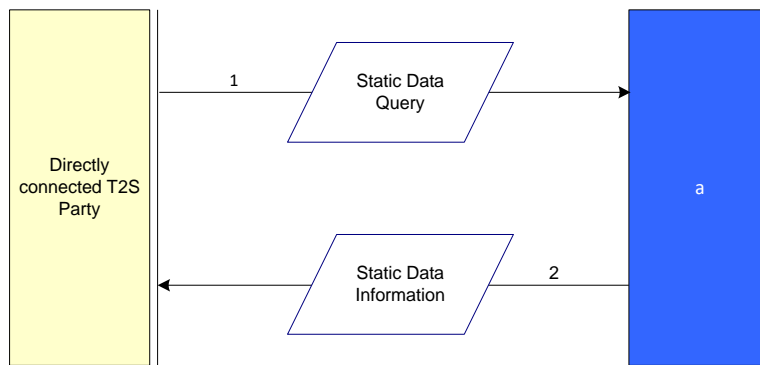 1
Static Data
Query
Directly
connected T2S
Party
a
Static Data
Information
2